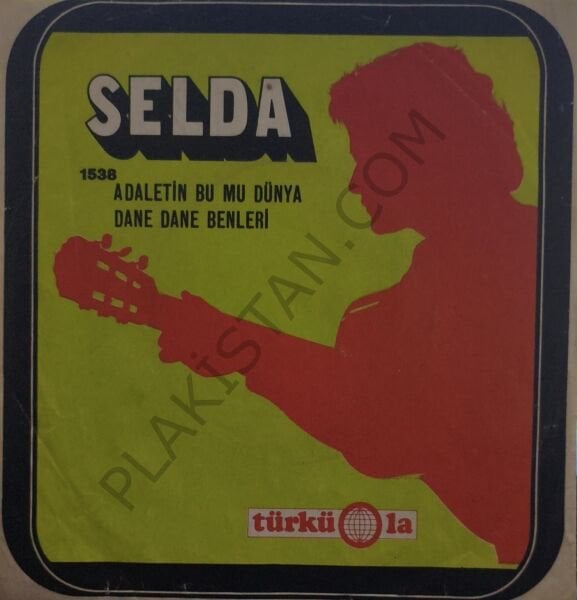 SELDA
1538
ADALETİN BU MU DÜNYA
DANE DANE BENLERİ
PLAKİSTAN.COM
türkü la